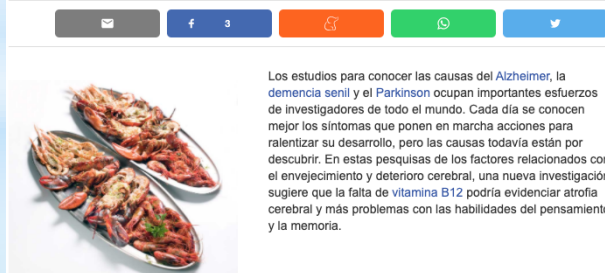 3
Los estudios para conocer las causas del Alzheimer, la
demencia senil y el Parkinson ocupan importantes esfuerzos
de investigadores de todo el mundo. Cada día se conocen
mejor los síntomas que ponen en marcha acciones para
ralentizar su desarrollo, pero las causas todavía están por
descubrir. En estas pesquisas de los factores relacionados con
el envejecimiento y deterioro cerebral, una nueva investigación
sugiere que la falta de vitamina B12 podría evidenciar atrofia
cerebral y más problemas con las habilidades del pensamiento
y la memoria.